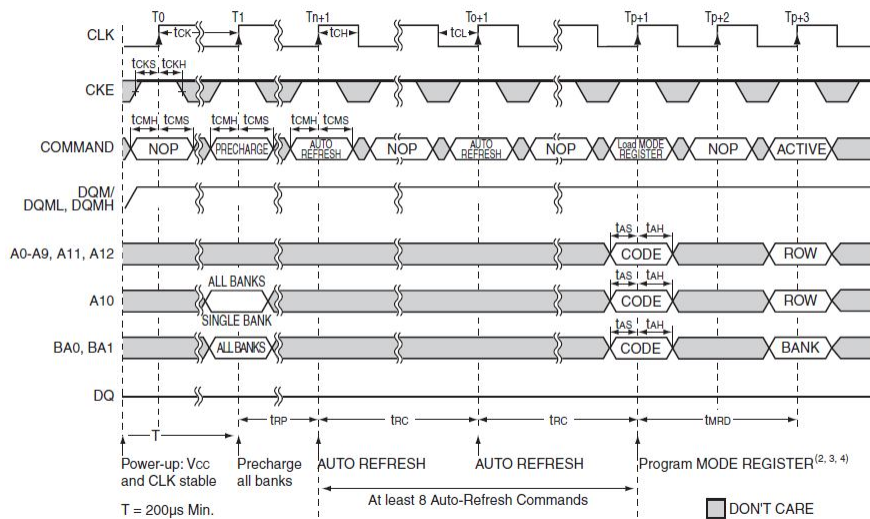 T0 T1 Tn+1 To+1 Tp+1 Tp+2 Tp+3
CLK
tCK tCH tCL
tCKS tCKH
CKE
tCMH tCMS tCMH tCMS tCMH tCMS
COMMAND
NOP PRECHARGE AUTO REFRESH NOP AUTO REFRESH NOP Load MODE REGISTER NOP ACTIVE
DQM/
DQML, DQMH
tAS tAH
A0-A9, A11, A12
CODE ROW
ALL BANKS
tAS tAH
A10
CODE ROW
SINGLE BANK
tAS tAH
BA0, BA1
ALL BANKS CODE BANK
DQ
tRP tRC tRC tMRD
T
Power-up: VCC
and CLK stable
Precharge
all banks
AUTO REFRESH
AUTO REFRESH
Program MODE REGISTER(2, 3, 4)
At least 8 Auto-Refresh Commands
T = 200µs Min.
DON'T CARE